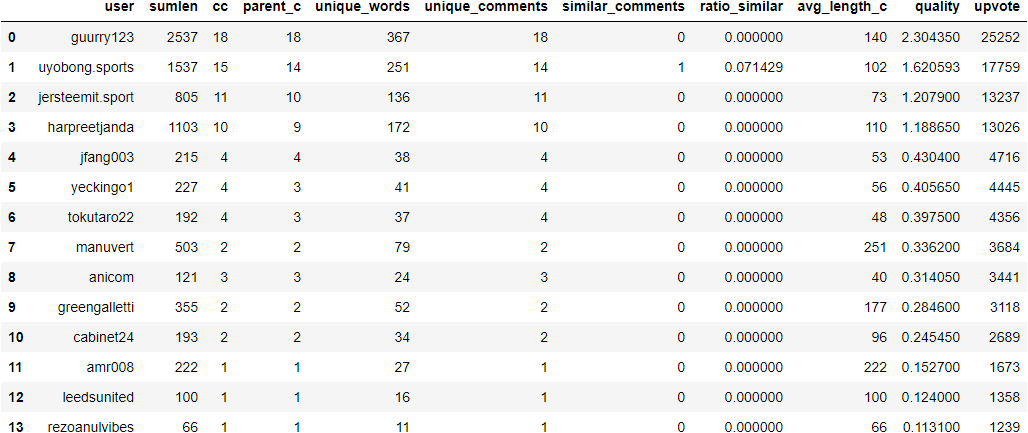 user sumlen cc parent_c unique_words unique_comments similar_comments ratio_similar avg_length_c quality upvote
0 guurry123 2537 18 18 367 18 0 0.000000 140 2.304350 25252
1 uyobong.sports 1537 15 14 251 14 1 0.071429 102 1.620593 17759
2 jersteemit.sport 805 11 10 136 11 0 0.000000 73 1.207900 13237
3 harpreetjanda 1103 10 9 172 10 0 0.000000 110 1.188650 13026
4 jfang003 215 4 4 38 4 0 0.000000 53 0.430400 4716
5 yeckingo1 227 4 3 41 4 0 0.000000 56 0.405650 4445
6 tokutaro22 192 4 3 37 4 0 0.000000 48 0.397500 4356
7 manuvert 503 2 2 79 2 0 0.000000 251 0.336200 3684
8 anicom 121 3 3 24 3 0 0.000000 40 0.314050 3441
9 greengalletti 355 2 2 52 2 0 0.000000 177 0.284600 3118
10 cabinet24 193 2 2 34 2 0 0.000000 96 0.245450 2689
11 amr008 222 1 1 27 1 0 0.000000 222 0.152700 1673
12 leedsunited 100 1 1 16 1 0 0.000000 100 0.124000 1358
13 rezoanulvibes 66 1 1 11 1 0 0.000000 66 0.113100 1239